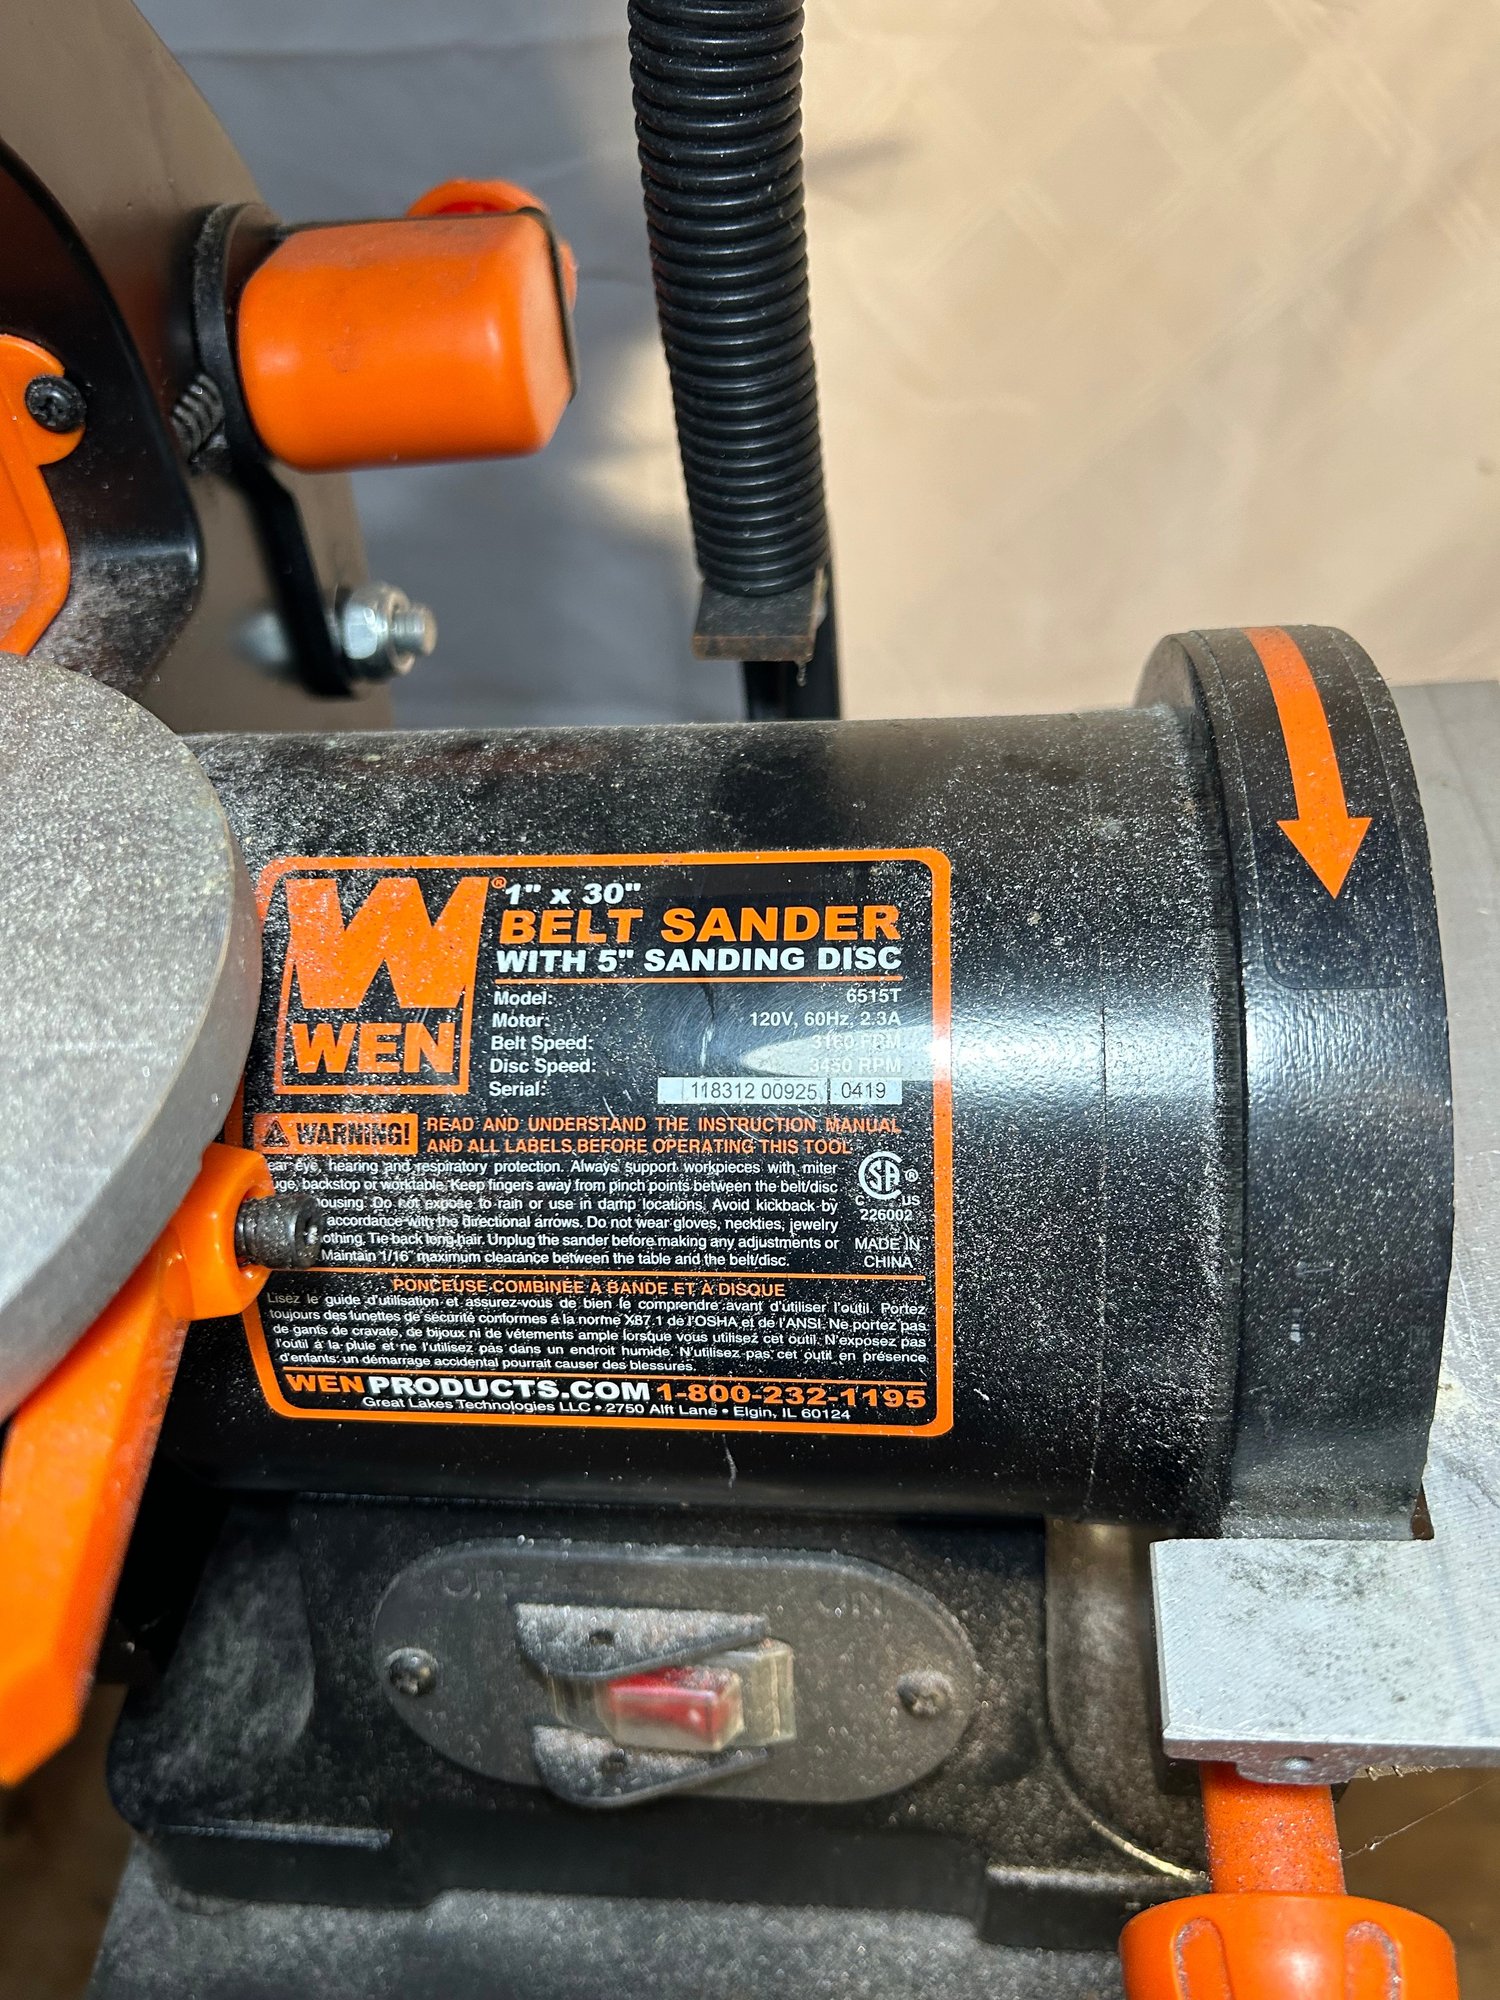 1" x 30"
BELT SANDER
WITH 5" SANDING DISC
WEN
®
Model: 6515T
Motor: 120V, 60Hz, 2.3A
Belt Speed: 3160 FPM
Disc Speed: 3450 RPM
Serial: 118312 00925 0419
WARNING! READ AND UNDERSTAND THE INSTRUCTION MANUAL
AND ALL LABELS BEFORE OPERATING THIS TOOL
eye, hearing and respiratory protection. Always support workpieces with miter
backstop or worktable. Keep fingers away from pinch points between the belt/disc
Do not expose to rain or use in damp locations. Avoid kickback by
accordance with the directional arrows. Do not wear gloves, neckties, jewelry
Tie back long hair. Unplug the sander before making any adjustments or
Maintain 1/16" maximum clearance between the table and the belt/disc.
SA ®
C US
226002
MADE IN
CHINA
PONCEUSE COMBINÉE À BANDE ET À DISQUE
Lisez le guide d'utilisation et assurez-vous de bien le comprendre avant d'utiliser l'outil. Portez
toujours des lunettes de sécurité conformes à la norme X87.1 de l'OSHA et de l'ANSI. Ne portez pas
de gants de cravate, de bijoux ni de vêtements ample lorsque vous utilisez cet outil. N'exposez pas
l'outil à la pluie et ne l'utilisez pas dans un endroit humide. N'utilisez pas cet outil en présence
d'enfants: un démarrage accidental pourrait causer des blessures.
WENPRODUCTS.COM 1-800-232-1195
Great Lakes Technologies LLC • 2750 Alft Lane • Elgin, IL 60124